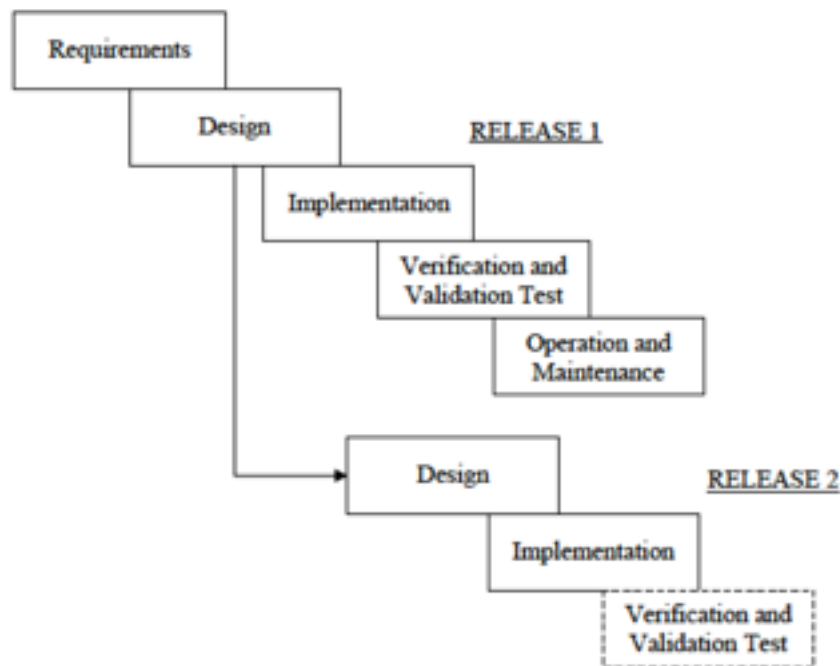 Requirements
Design
RELEASE 1
Implementation
Verification and
Validation Test
Operation and
Maintenance
Design
RELEASE 2
Implementation
Verification and
Validation Test